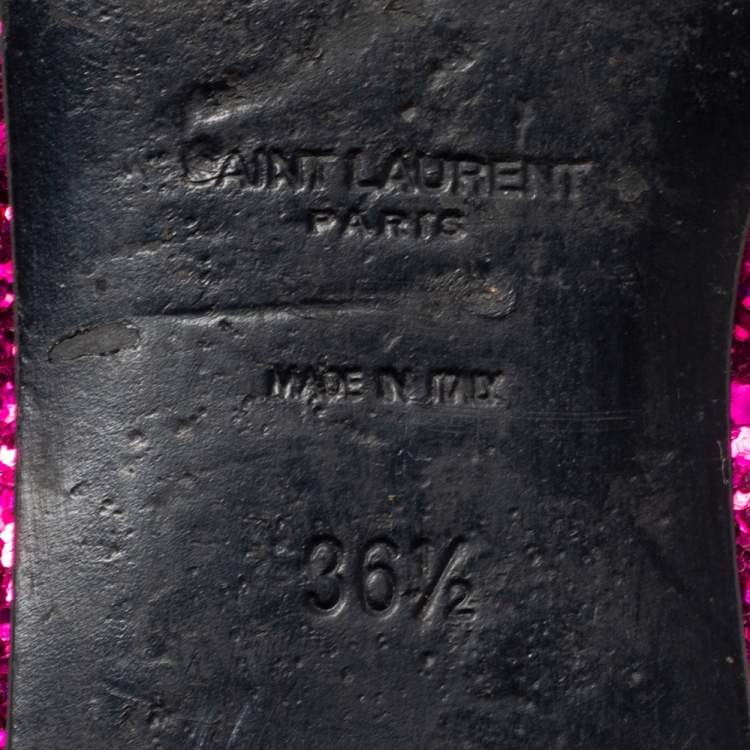 SAINT LAURENT
PARIS
MADE IN ITALY
36½